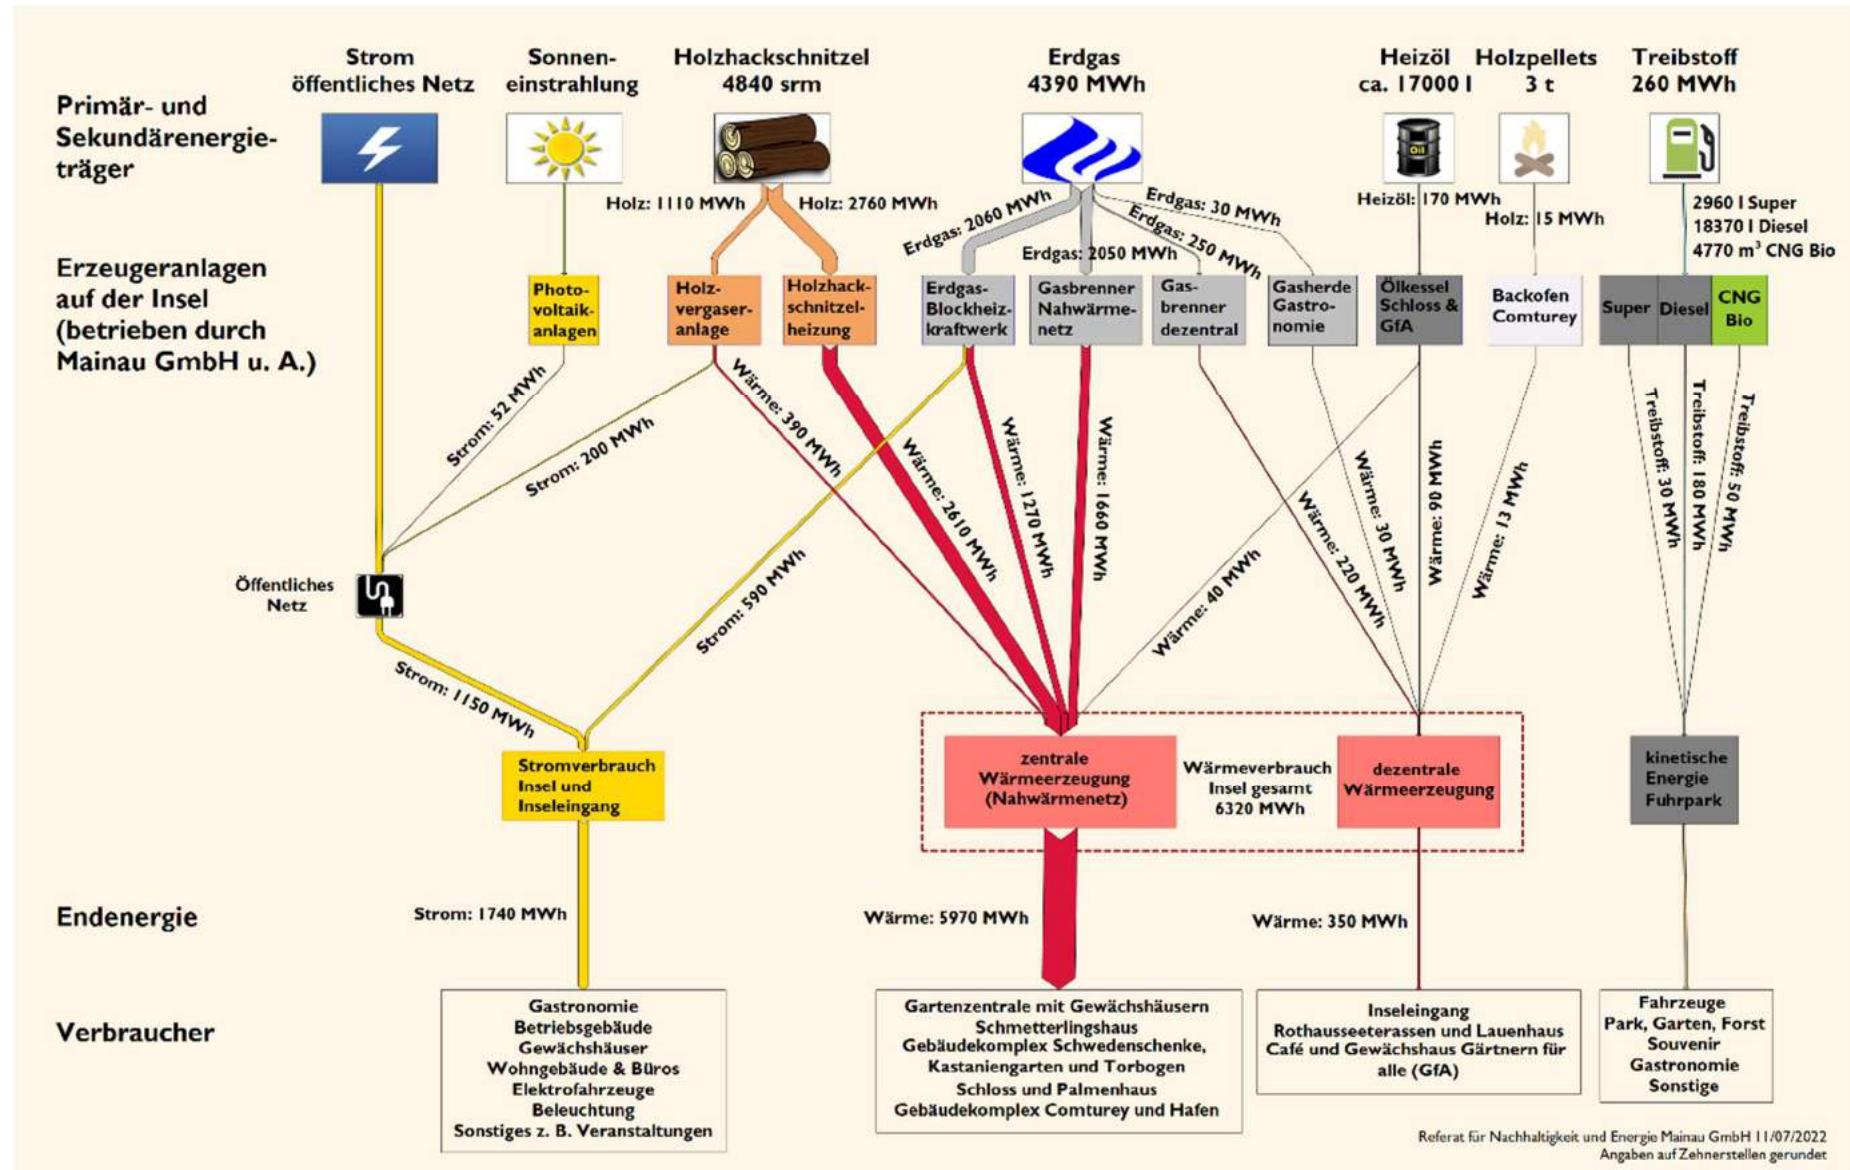 Strom
öffentliches Netz
Sonnen-
einstrahlung
Holzhackschnitzel
4840 srm
Erdgas
4390 MWh
Heizöl
ca. 17000 l
Holzpellets
3 t
Treibstoff
260 MWh
Primär- und
Sekundärenergie-
träger
Oil
Holz: 1110 MWh
Holz: 2760 MWh
Erdgas: 2060 MWh
Erdgas: 2050 MWh
Erdgas: 250 MWh
Erdgas: 30 MWh
Heizöl: 170 MWh
Holz: 15 MWh
2960 l Super
18370 l Diesel
4770 m³ CNG Bio
Erzeugeranlagen
auf der Insel
(betrieben durch
Mainau GmbH u. A.)
Photo-
voltaik-
anlagen
Holz-
vergaser-
anlage
Holzhack-
schnitzel-
heizung
Erdgas-
Blockheiz-
kraftwerk
Gasbrenner
Nahwärme-
netz
Gas-
brenner
dezentral
Gasherde
Gastro-
nomie
Ölkessel
Schloss &
GfA
Backofen
Comturey
Super
Diesel
CNG
Bio
Strom: 52 MWh
Strom: 200 MWh
Wärme: 390 MWh
Wärme: 2610 MWh
Strom: 590 MWh
Wärme: 1270 MWh
Wärme: 1660 MWh
Wärme: 40 MWh
Wärme: 220 MWh
Wärme: 30 MWh
Wärme: 90 MWh
Wärme: 13 MWh
Treibstoff: 30 MWh
Treibstoff: 180 MWh
Treibstoff: 50 MWh
Öffentliches
Netz
Strom: 1150 MWh
Stromverbrauch
Insel und
Inseleingang
zentrale
Wärmeerzeugung
(Nahwärmenetz)
Wärmeverbrauch
Insel gesamt
6320 MWh
dezentrale
Wärmeerzeugung
kinetische
Energie
Fuhrpark
Endenergie
Strom: 1740 MWh
Wärme: 5970 MWh
Wärme: 350 MWh
Verbraucher
Gastronomie
Betriebsgebäude
Gewächshäuser
Wohngebäude & Büros
Elektrofahrzeuge
Beleuchtung
Sonstiges z. B. Veranstaltungen
Gartenzentrale mit Gewächshäusern
Schmetterlingshaus
Gebäudekomplex Schwedenschenke,
Kastaniengarten und Torbogen
Schloss und Palmenhaus
Gebäudekomplex Comturey und Hafen
Inseleingang
Rothausseeterassen und Lauenhaus
Café und Gewächshaus Gärtnern für
alle (GfA)
Fahrzeuge
Park, Garten, Forst
Souvenir
Gastronomie
Sonstige
Referat für Nachhaltigkeit und Energie Mainau GmbH 11/07/2022
Angaben auf Zehnerstellen gerundet